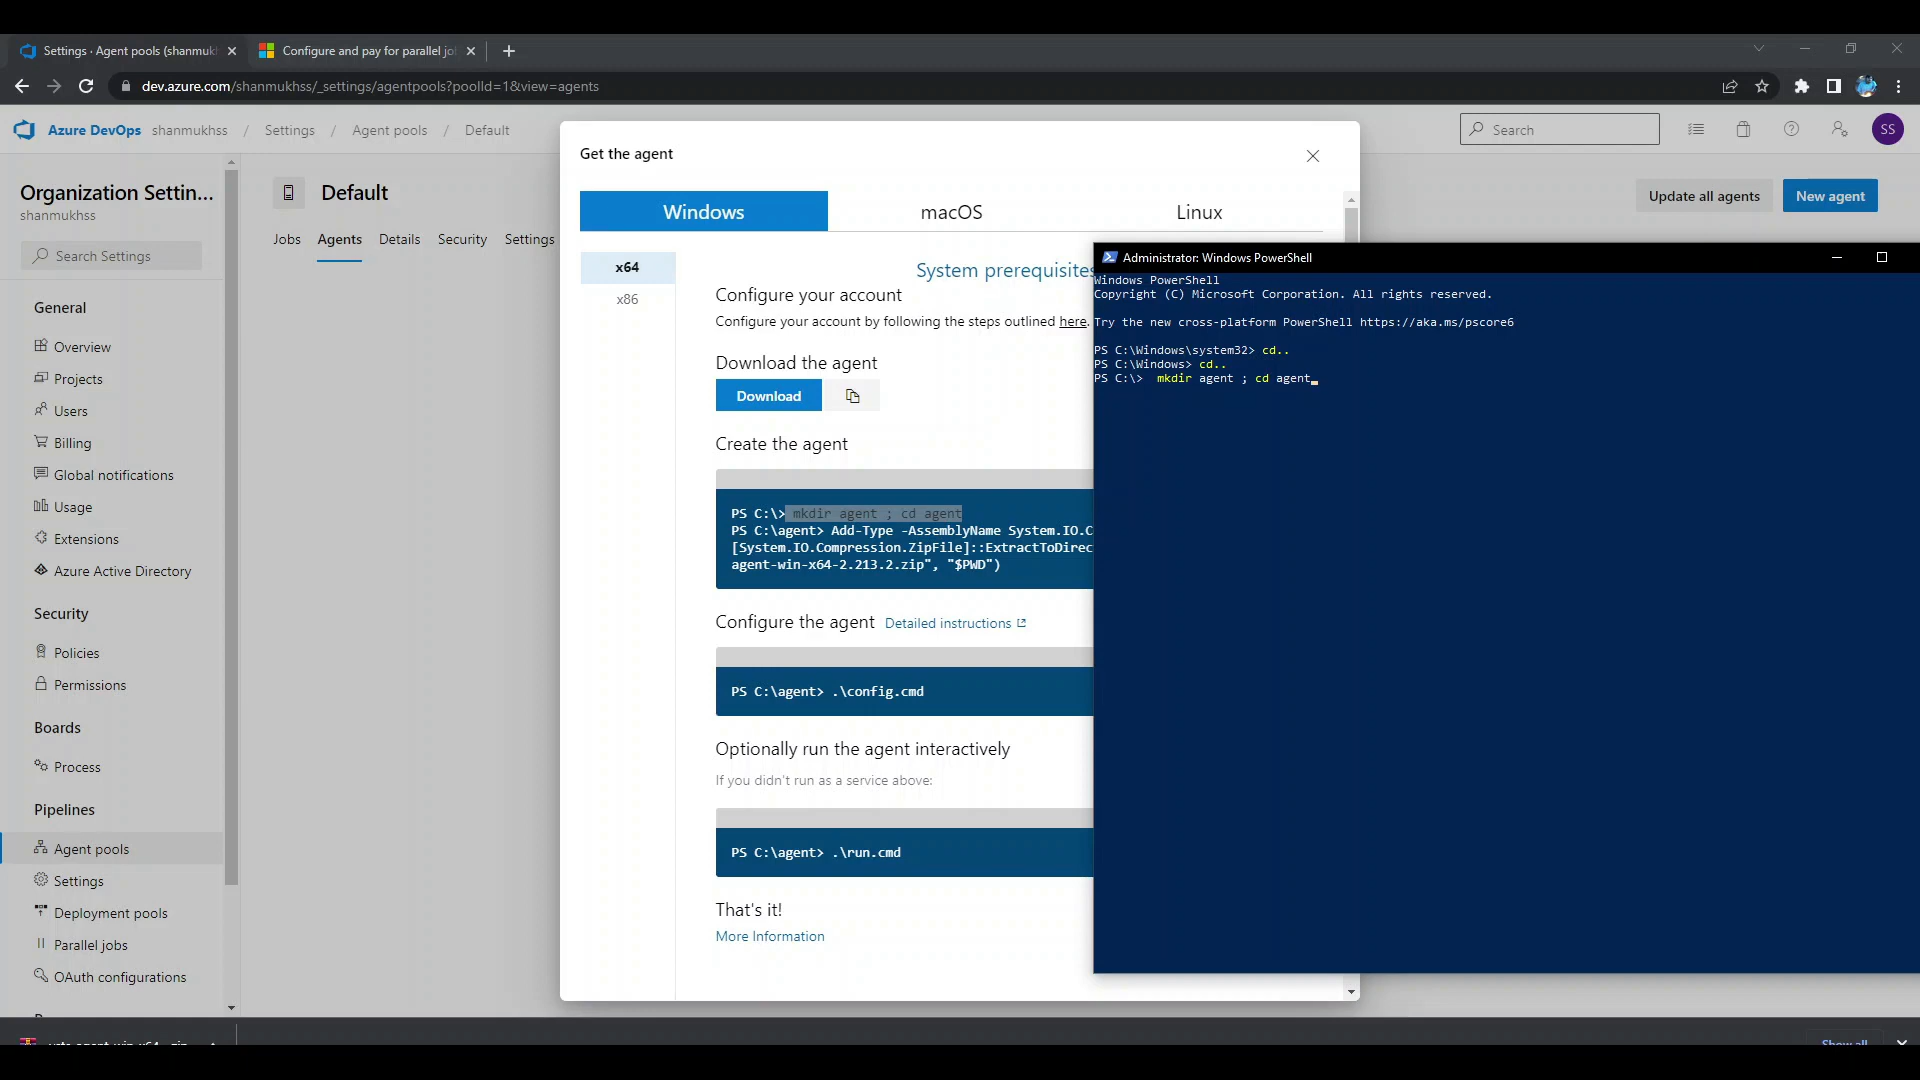 Settings · Agent pools (shanmukh
Configure and pay for parallel jo
dev.azure.com/shanmukhss/_settings/agentpools?poolId=1&view=agents
Azure DevOps shanmukhss / Settings / Agent pools / Default
Search
SS
Organization Settin...
shanmukhss
Search Settings
General
Overview
Projects
Users
Billing
Global notifications
Usage
Extensions
Azure Active Directory
Security
Policies
Permissions
Boards
Process
Pipelines
Agent pools
Settings
Deployment pools
Parallel jobs
OAuth configurations
Default
Jobs Agents Details Security Settings
Update all agents
New agent
Get the agent
Windows macOS Linux
x64
x86
System prerequisites
Configure your account
Configure your account by following the steps outlined here.
Download the agent
Download
Create the agent
PS C:\> mkdir agent ; cd agent
PS C:\agent> Add-Type -AssemblyName System.IO.C
[System.IO.Compression.ZipFile]::ExtractToDirec
agent-win-x64-2.213.2.zip", "$PWD")
Configure the agent Detailed instructions
PS C:\agent> .\config.cmd
Optionally run the agent interactively
If you didn't run as a service above:
PS C:\agent> .\run.cmd
That's it!
More Information
Administrator: Windows PowerShell
Windows PowerShell
Copyright (C) Microsoft Corporation. All rights reserved.
Try the new cross-platform PowerShell https://aka.ms/pscore6
PS C:\Windows\system32> cd..
PS C:\Windows> cd..
PS C:\>  mkdir agent ; cd agent
Show all